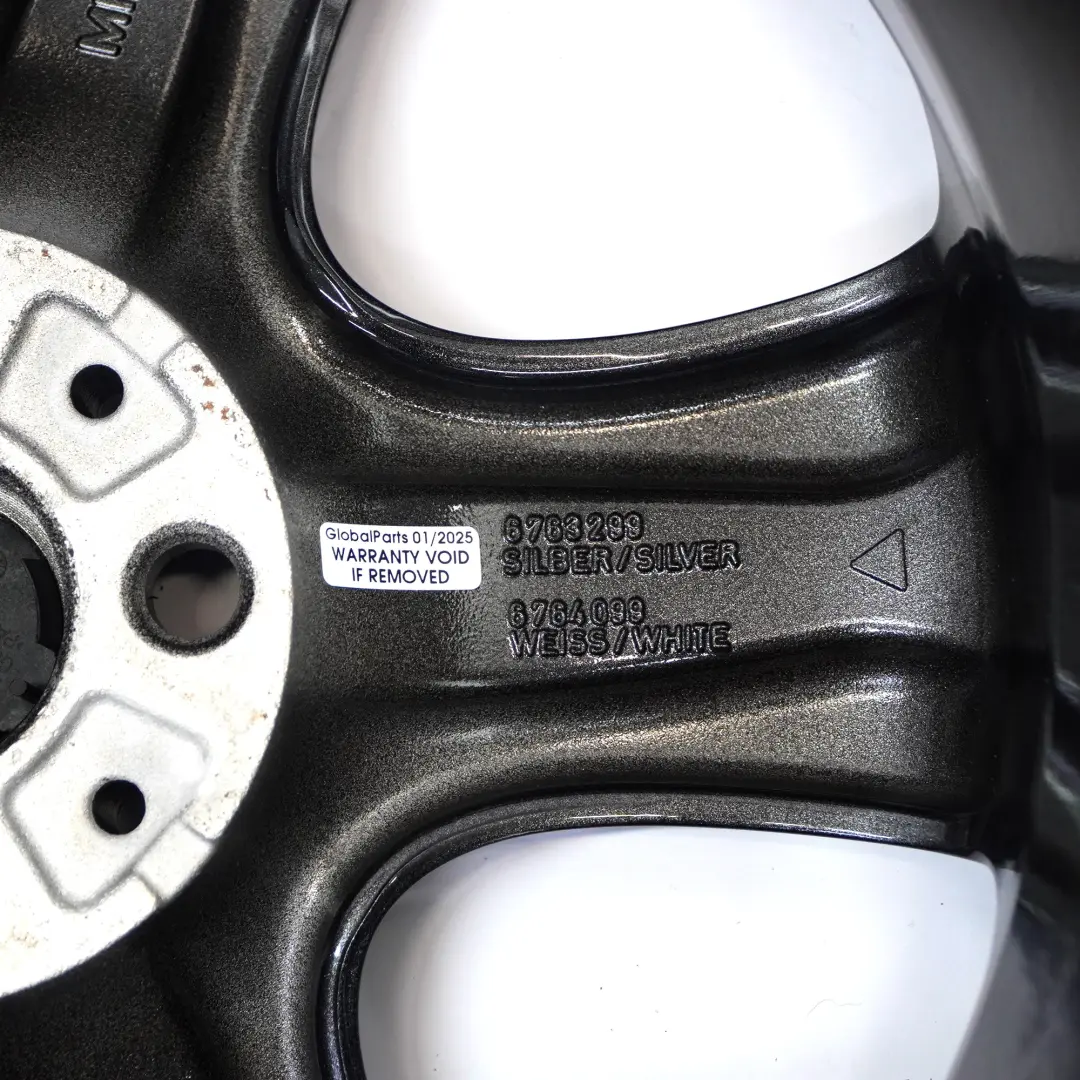 GlobalParts 01/2025
WARRANTY VOID
IF REMOVED
6763299
SILBER/SILVER
6764099
WEISS/WHITE